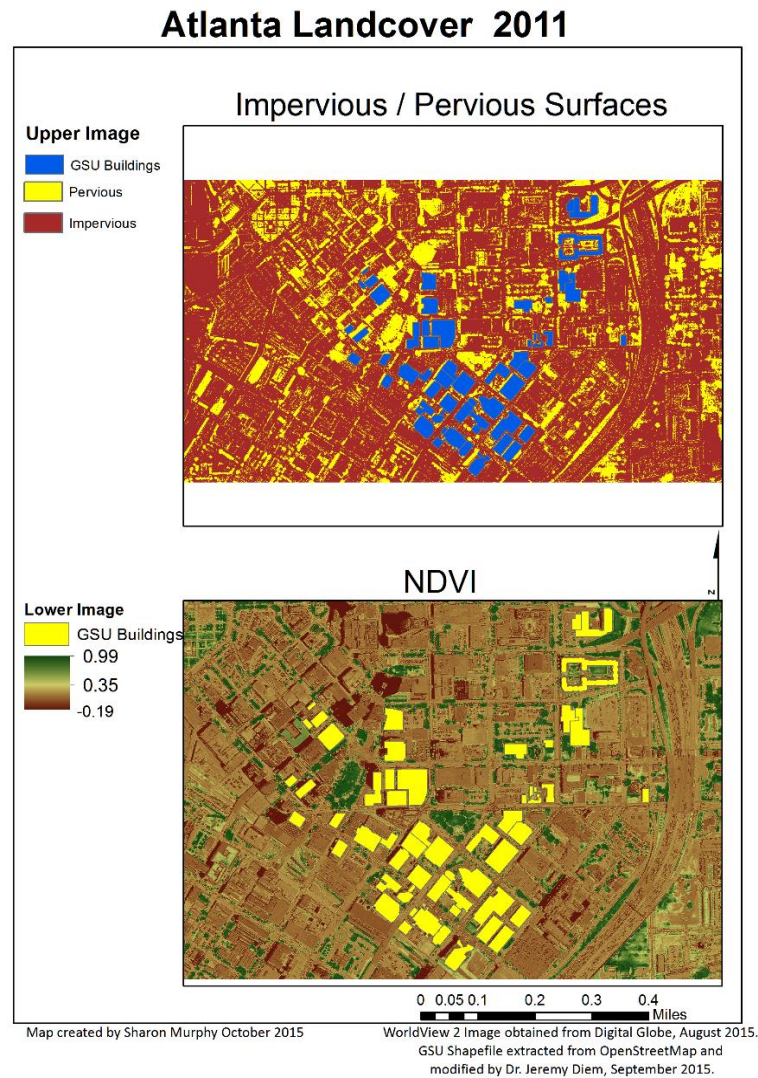 Atlanta Landcover 2011
Impervious / Pervious Surfaces
Upper Image
GSU Buildings
Pervious
Impervious
N
NDVI
Lower Image
GSU Buildings
0.99
0.35
-0.19
0 0.05 0.1 0.2 0.3 0.4
Miles
Map created by Sharon Murphy October 2015
WorldView 2 Image obtained from Digital Globe, August 2015.
GSU Shapefile extracted from OpenStreetMap and
modified by Dr. Jeremy Diem, September 2015.